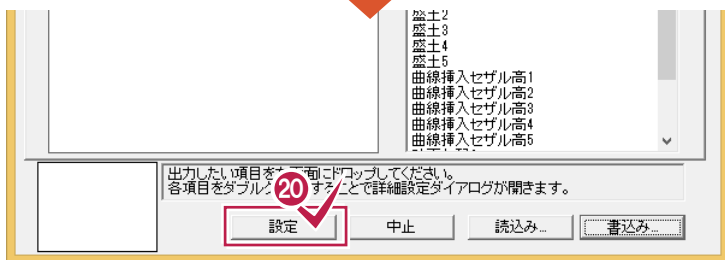 盛土2
盛土3
盛土4
盛土5
曲線挿入セザル高1
曲線挿入セザル高2
曲線挿入セザル高3
曲線挿入セザル高4
曲線挿入セザル高5
出力したい項目を 画面にドロップしてください。
各項目をダブルク することで詳細設定ダイアログが開きます。
20
設定
中止
読込み...
書込み...